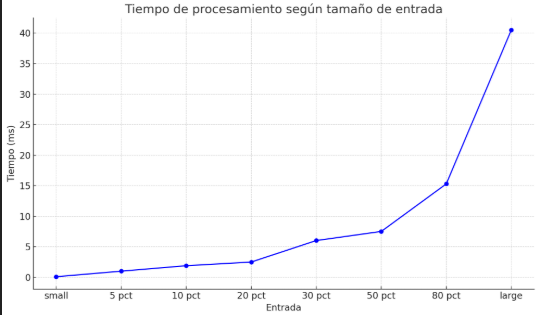 Tiempo de procesamiento según tamaño de entrada
40
35
30
25
20
15
10
5
0
Tiempo (ms)
small 5 pct 10 pct 20 pct 30 pct 50 pct 80 pct large
Entrada